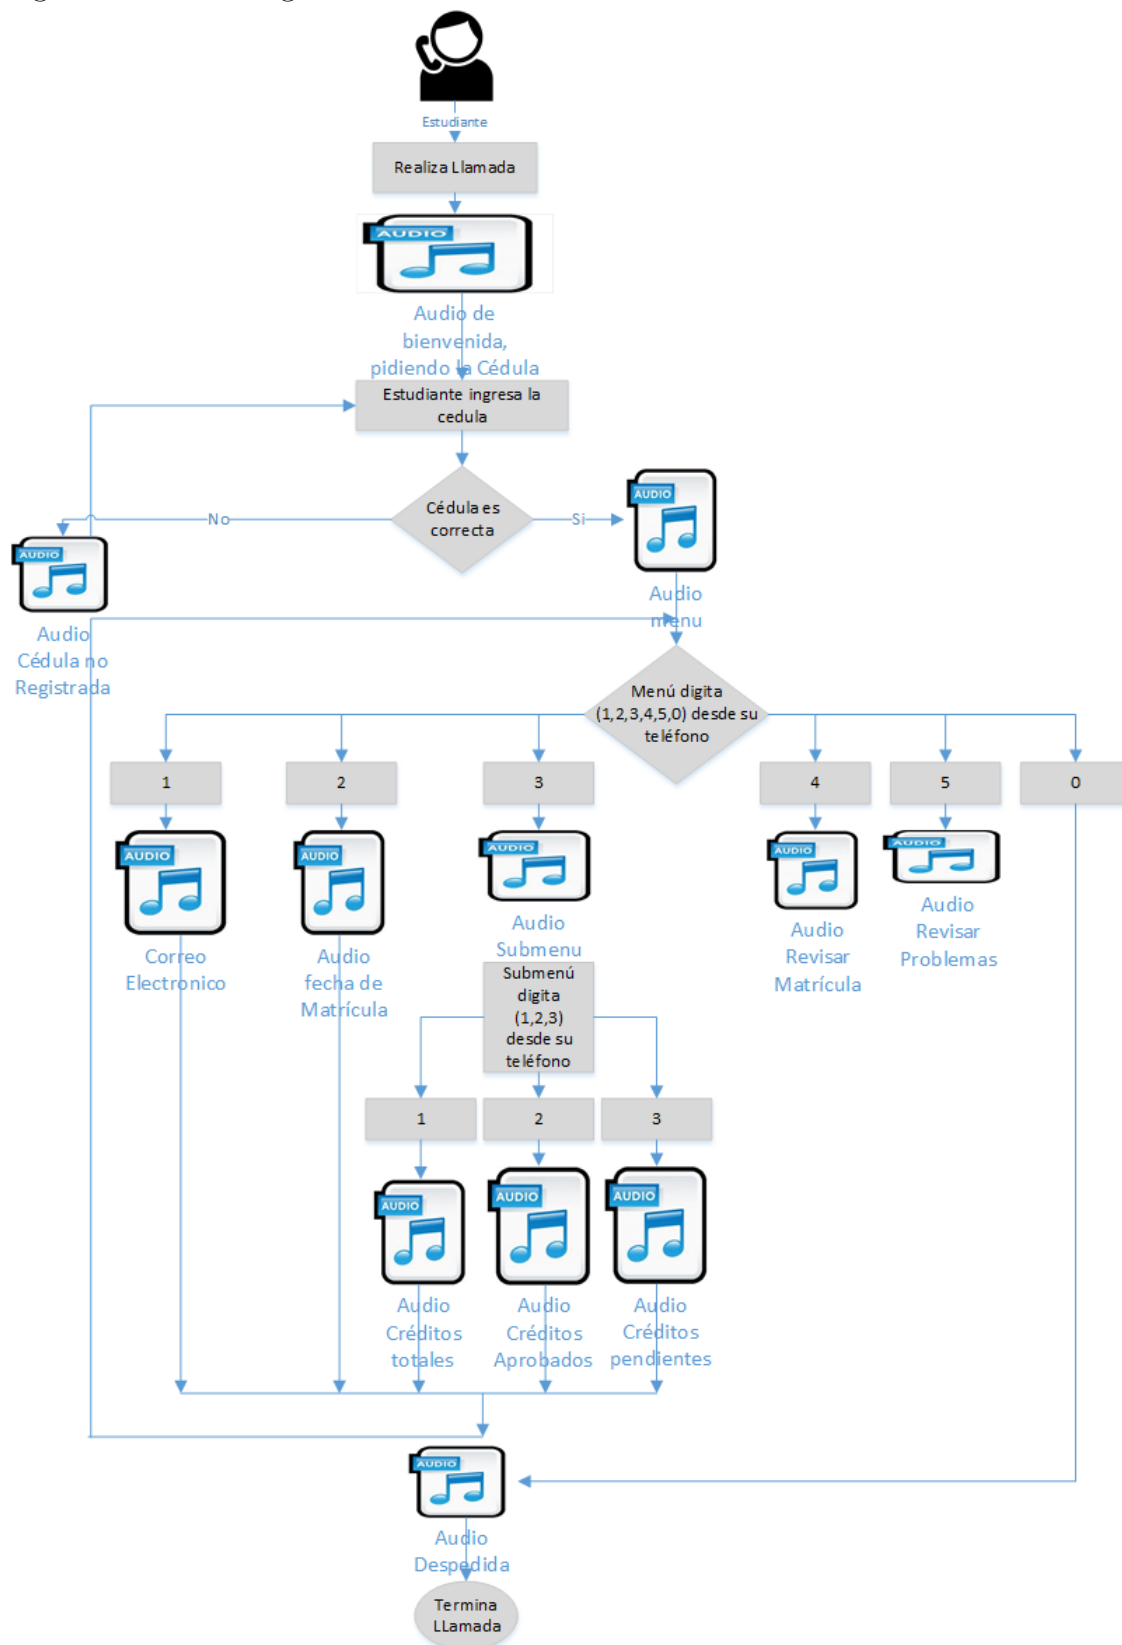 Estudiante
Realiza Llamada
AUDIO
Audio de
bienvenida,
pidiendo la Cédula
Estudiante ingresa la
cedula
Cédula es
correcta
No
Si
AUDIO
Audio
menu
AUDIO
Audio
Cédula no
Registrada
Menú digita
(1,2,3,4,5,0) desde su
teléfono
1
2
3
4
5
0
AUDIO
AUDIO
AUDIO
AUDIO
AUDIO
Correo
Electronico
Audio
fecha de
Matrícula
Audio
Submenu
Audio
Revisar
Matrícula
Audio
Revisar
Problemas
Submenú
digita
(1,2,3)
desde su
teléfono
1
2
3
AUDIO
AUDIO
AUDIO
Audio
Créditos
totales
Audio
Créditos
Aprobados
Audio
Créditos
pendientes
AUDIO
Audio
Despedida
Termina
LLamada